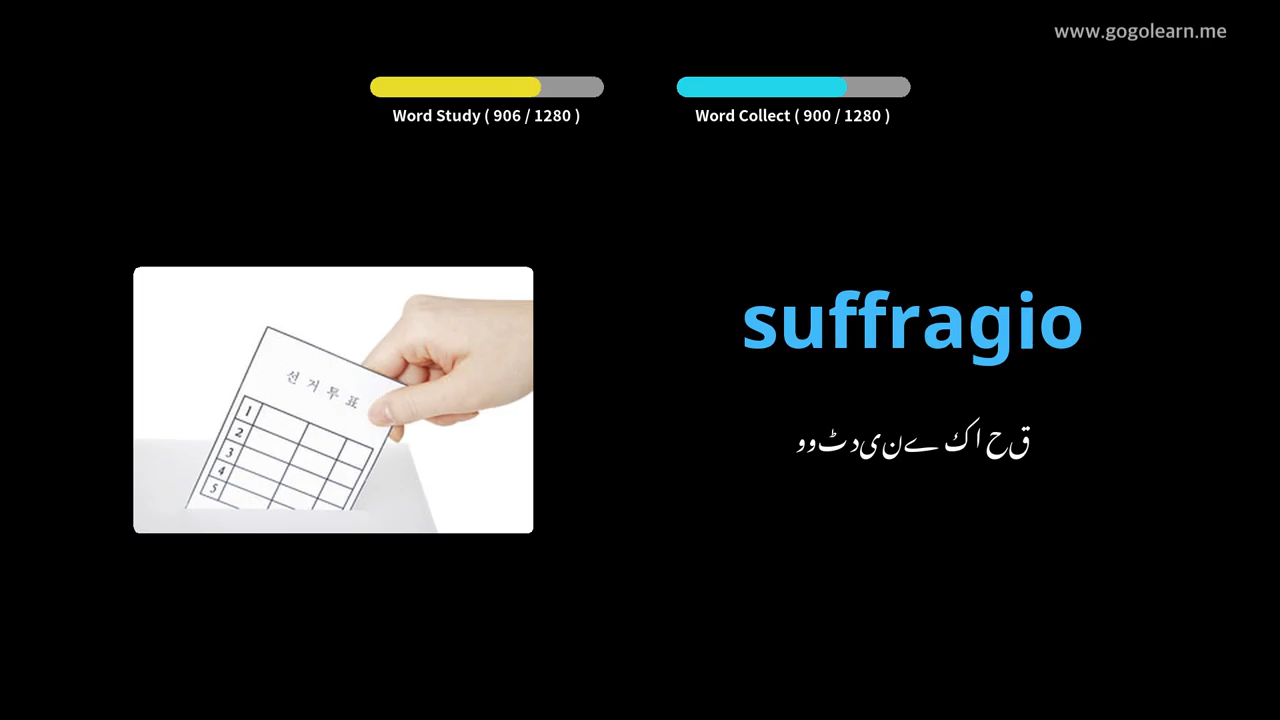 www.gogolearn.me
Word Study ( 906 / 1280 )
Word Collect ( 900 / 1280 )
선거투표
1
2
3
4
5
suffragio
ووٹ دینے کا حق